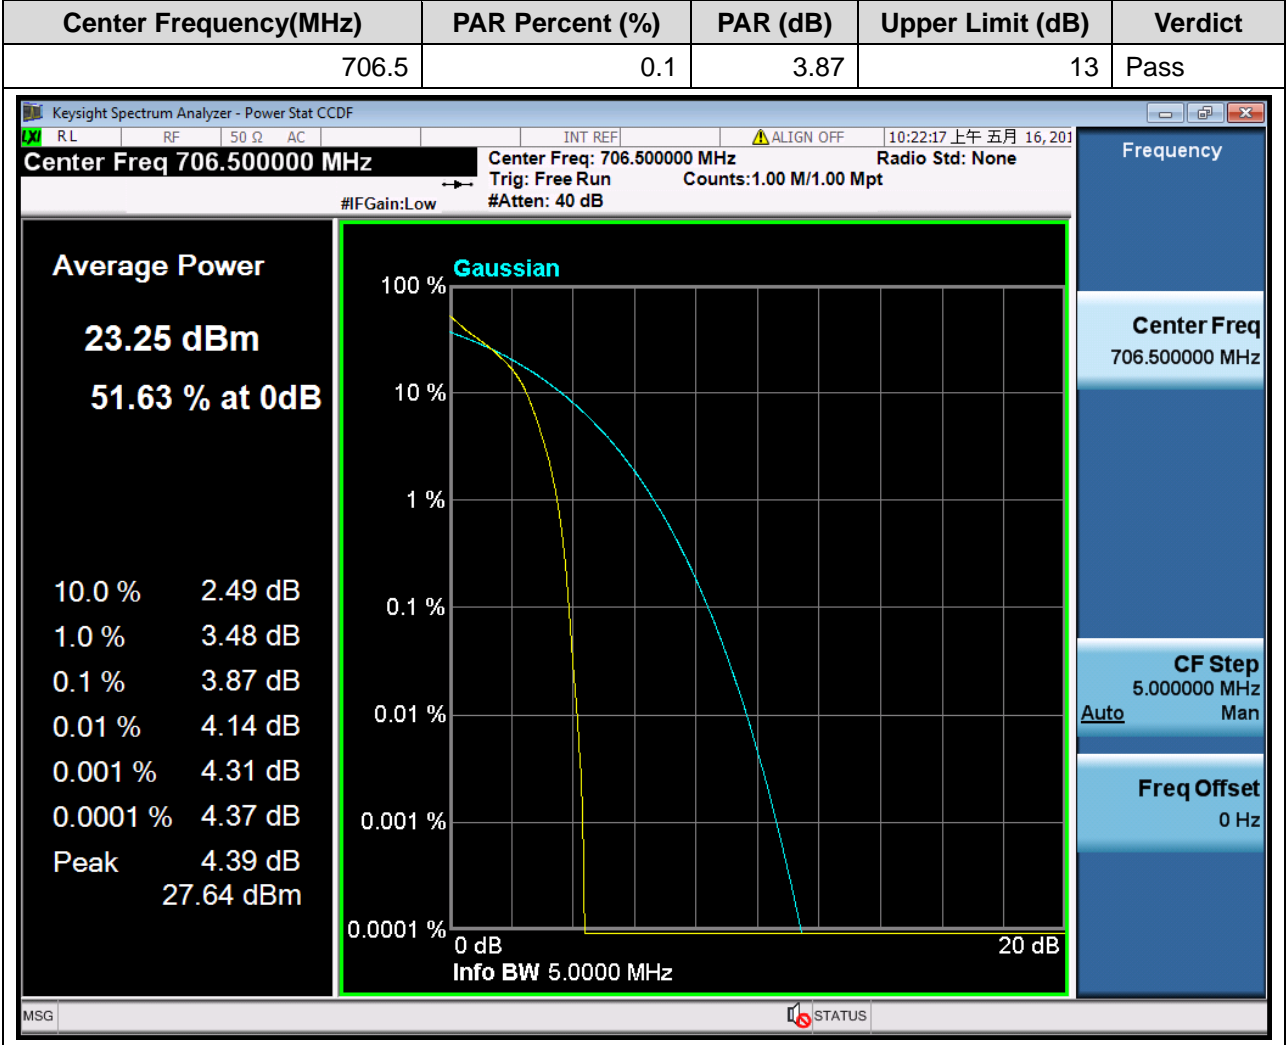 Center Frequency(MHz) PAR Percent (%) PAR (dB) Upper Limit (dB) Verdict
706.5 0.1 3.87 13 Pass
Keysight Spectrum Analyzer - Power Stat CCDF
LXI RL RF 50 Ω AC INT REF ALIGN OFF 10:22:17 上午 五月 16, 201
Center Freq 706.500000 MHz
Center Freq: 706.500000 MHz Radio Std: None
Trig: Free Run Counts:1.00 M/1.00 Mpt
#IFGain:Low #Atten: 40 dB
Frequency
Average Power
23.25 dBm
51.63 % at 0dB
10.0 % 2.49 dB
1.0 % 3.48 dB
0.1 % 3.87 dB
0.01 % 4.14 dB
0.001 % 4.31 dB
0.0001 % 4.37 dB
Peak 4.39 dB
27.64 dBm
Gaussian
100 %
10 %
1 %
0.1 %
0.01 %
0.001 %
0.0001 %
0 dB 20 dB
Info BW 5.0000 MHz
Center Freq
706.500000 MHz
CF Step
5.000000 MHz
Auto Man
Freq Offset
0 Hz
MSG STATUS